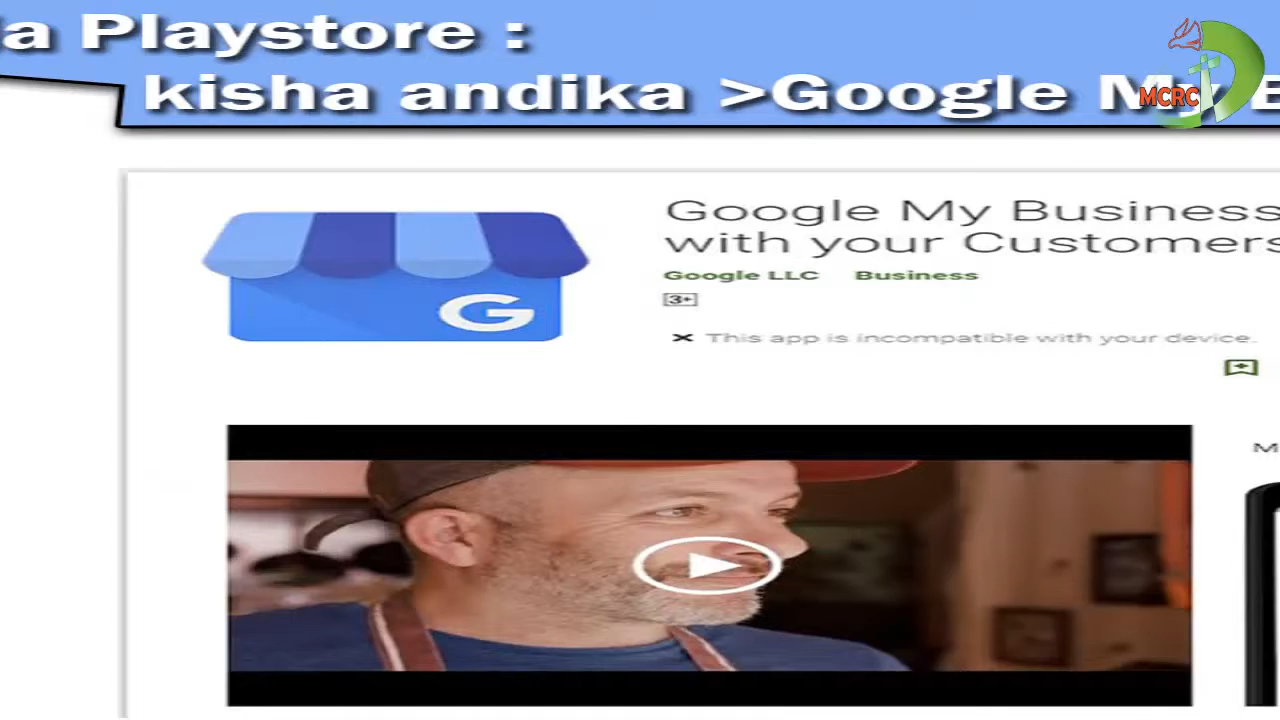 a Playstore :
kisha andika >Google My B
MCRC
Google My Business
with your Customers
Google LLC Business
3+
This app is incompatible with your device.
M
G